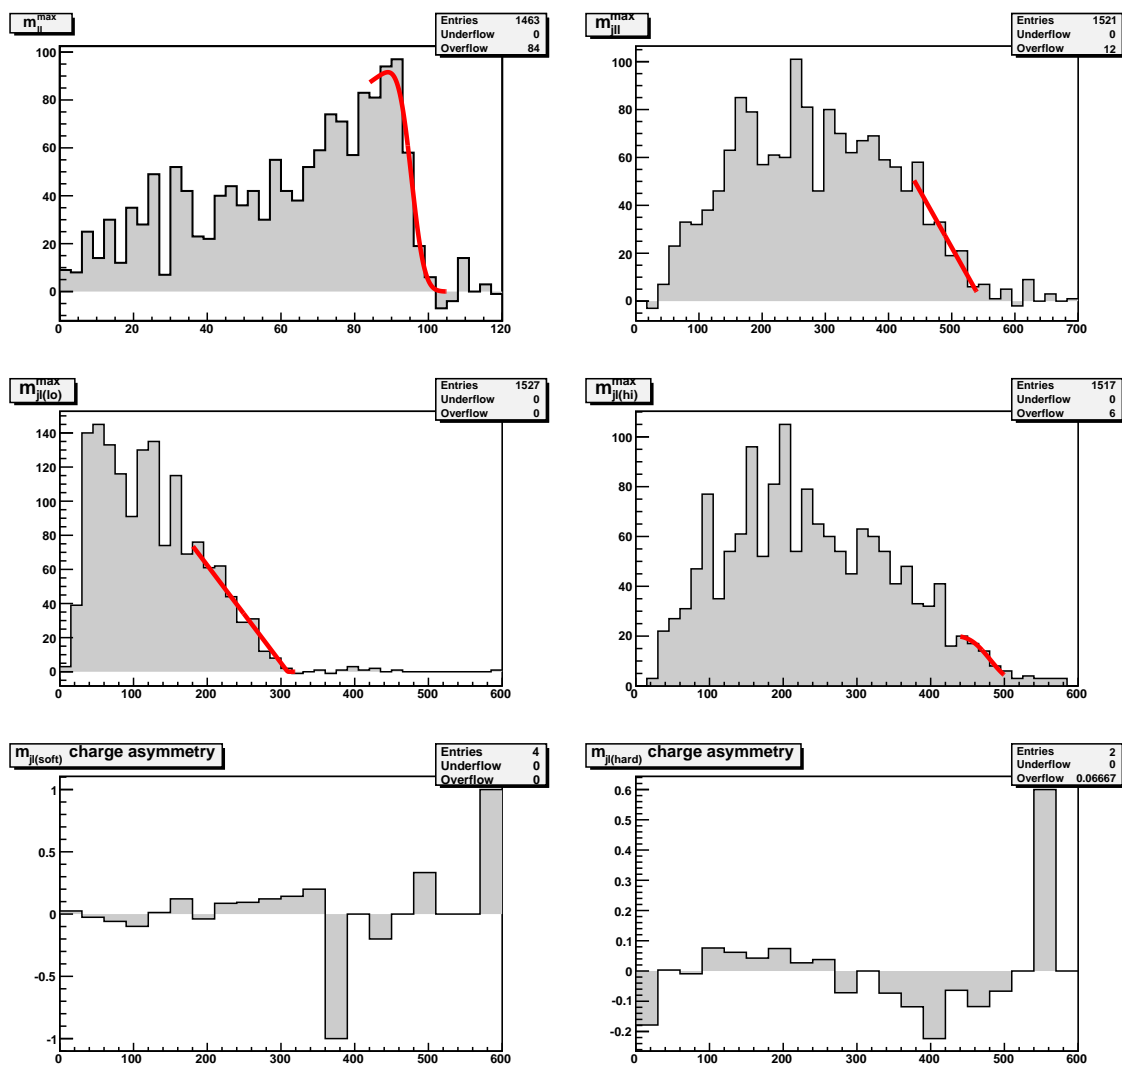 m_ll^max
Entries 1463
Underflow 0
Overflow 84
100
80
60
40
20
0
0 20 40 60 80 100 120
m_jll^max
Entries 1521
Underflow 0
Overflow 12
100
80
60
40
20
0
0 100 200 300 400 500 600 700
m_jl(lo)^max
Entries 1527
Underflow 0
Overflow 0
140
120
100
80
60
40
20
0
0 100 200 300 400 500 600
m_jl(hi)^max
Entries 1517
Underflow 0
Overflow 6
100
80
60
40
20
0
0 100 200 300 400 500 600
m_jl(soft) charge asymmetry
Entries 4
Underflow 0
Overflow 0
1
0.5
0
-0.5
-1
0 100 200 300 400 500 600
m_jl(hard) charge asymmetry
Entries 2
Underflow 0
Overflow 0.06667
0.6
0.5
0.4
0.3
0.2
0.1
0
-0.1
-0.2
0 100 200 300 400 500 600